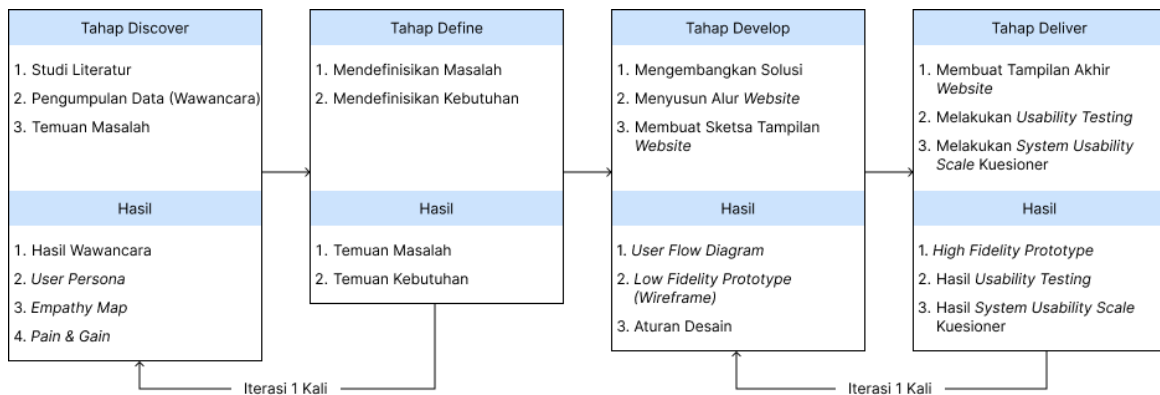 Tahap Discover
1. Studi Literatur
2. Pengumpulan Data (Wawancara)
3. Temuan Masalah
Hasil
1. Hasil Wawancara
2. User Persona
3. Empathy Map
4. Pain & Gain
Tahap Define
1. Mendefinisikan Masalah
2. Mendefinisikan Kebutuhan
Hasil
1. Temuan Masalah
2. Temuan Kebutuhan
Iterasi 1 Kali
Tahap Develop
1. Mengembangkan Solusi
2. Menyusun Alur Website
3. Membuat Sketsa Tampilan
Website
Hasil
1. User Flow Diagram
2. Low Fidelity Prototype
(Wireframe)
3. Aturan Desain
Tahap Deliver
1. Membuat Tampilan Akhir
Website
2. Melakukan Usability Testing
3. Melakukan System Usability
Scale Kuesioner
Hasil
1. High Fidelity Prototype
2. Hasil Usability Testing
3. Hasil System Usability Scale
Kuesioner
Iterasi 1 Kali